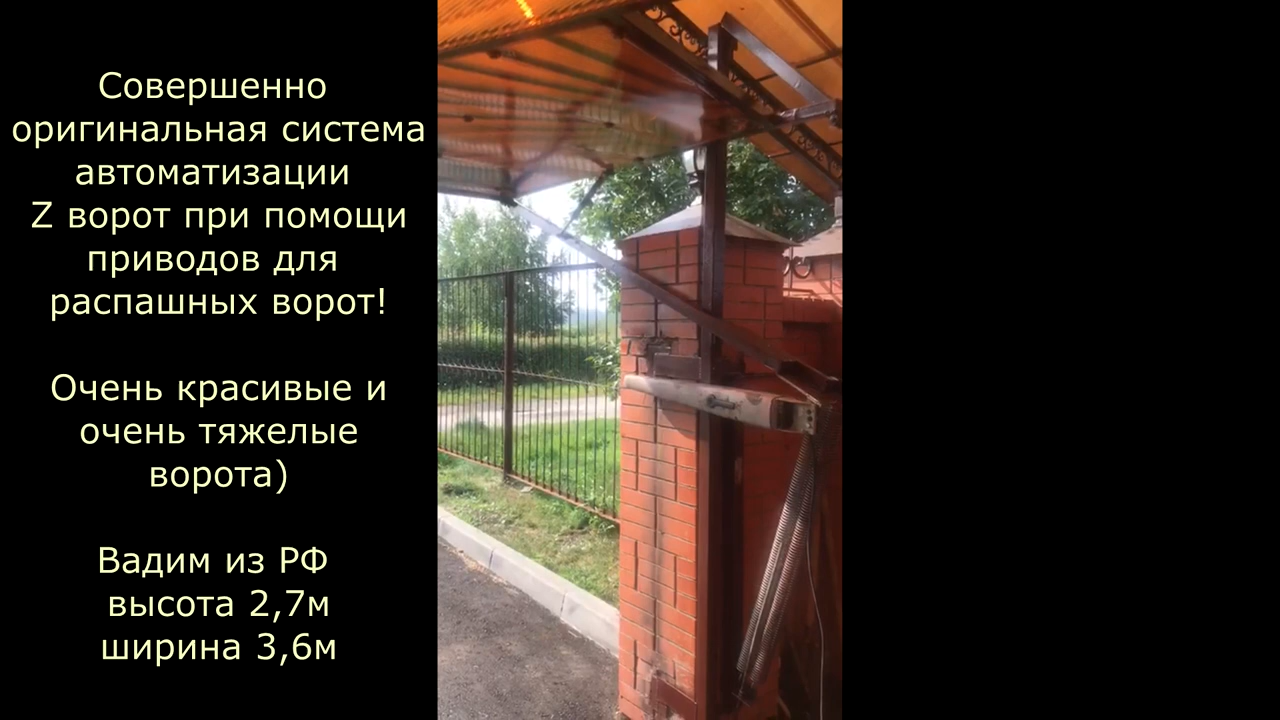 Совершенно
оригинальная система
автоматизации
Z ворот при помощи
приводов для
распашных ворот!
Очень красивые и
очень тяжелые
ворота)
Вадим из РФ
высота 2,7м
ширина 3,6м